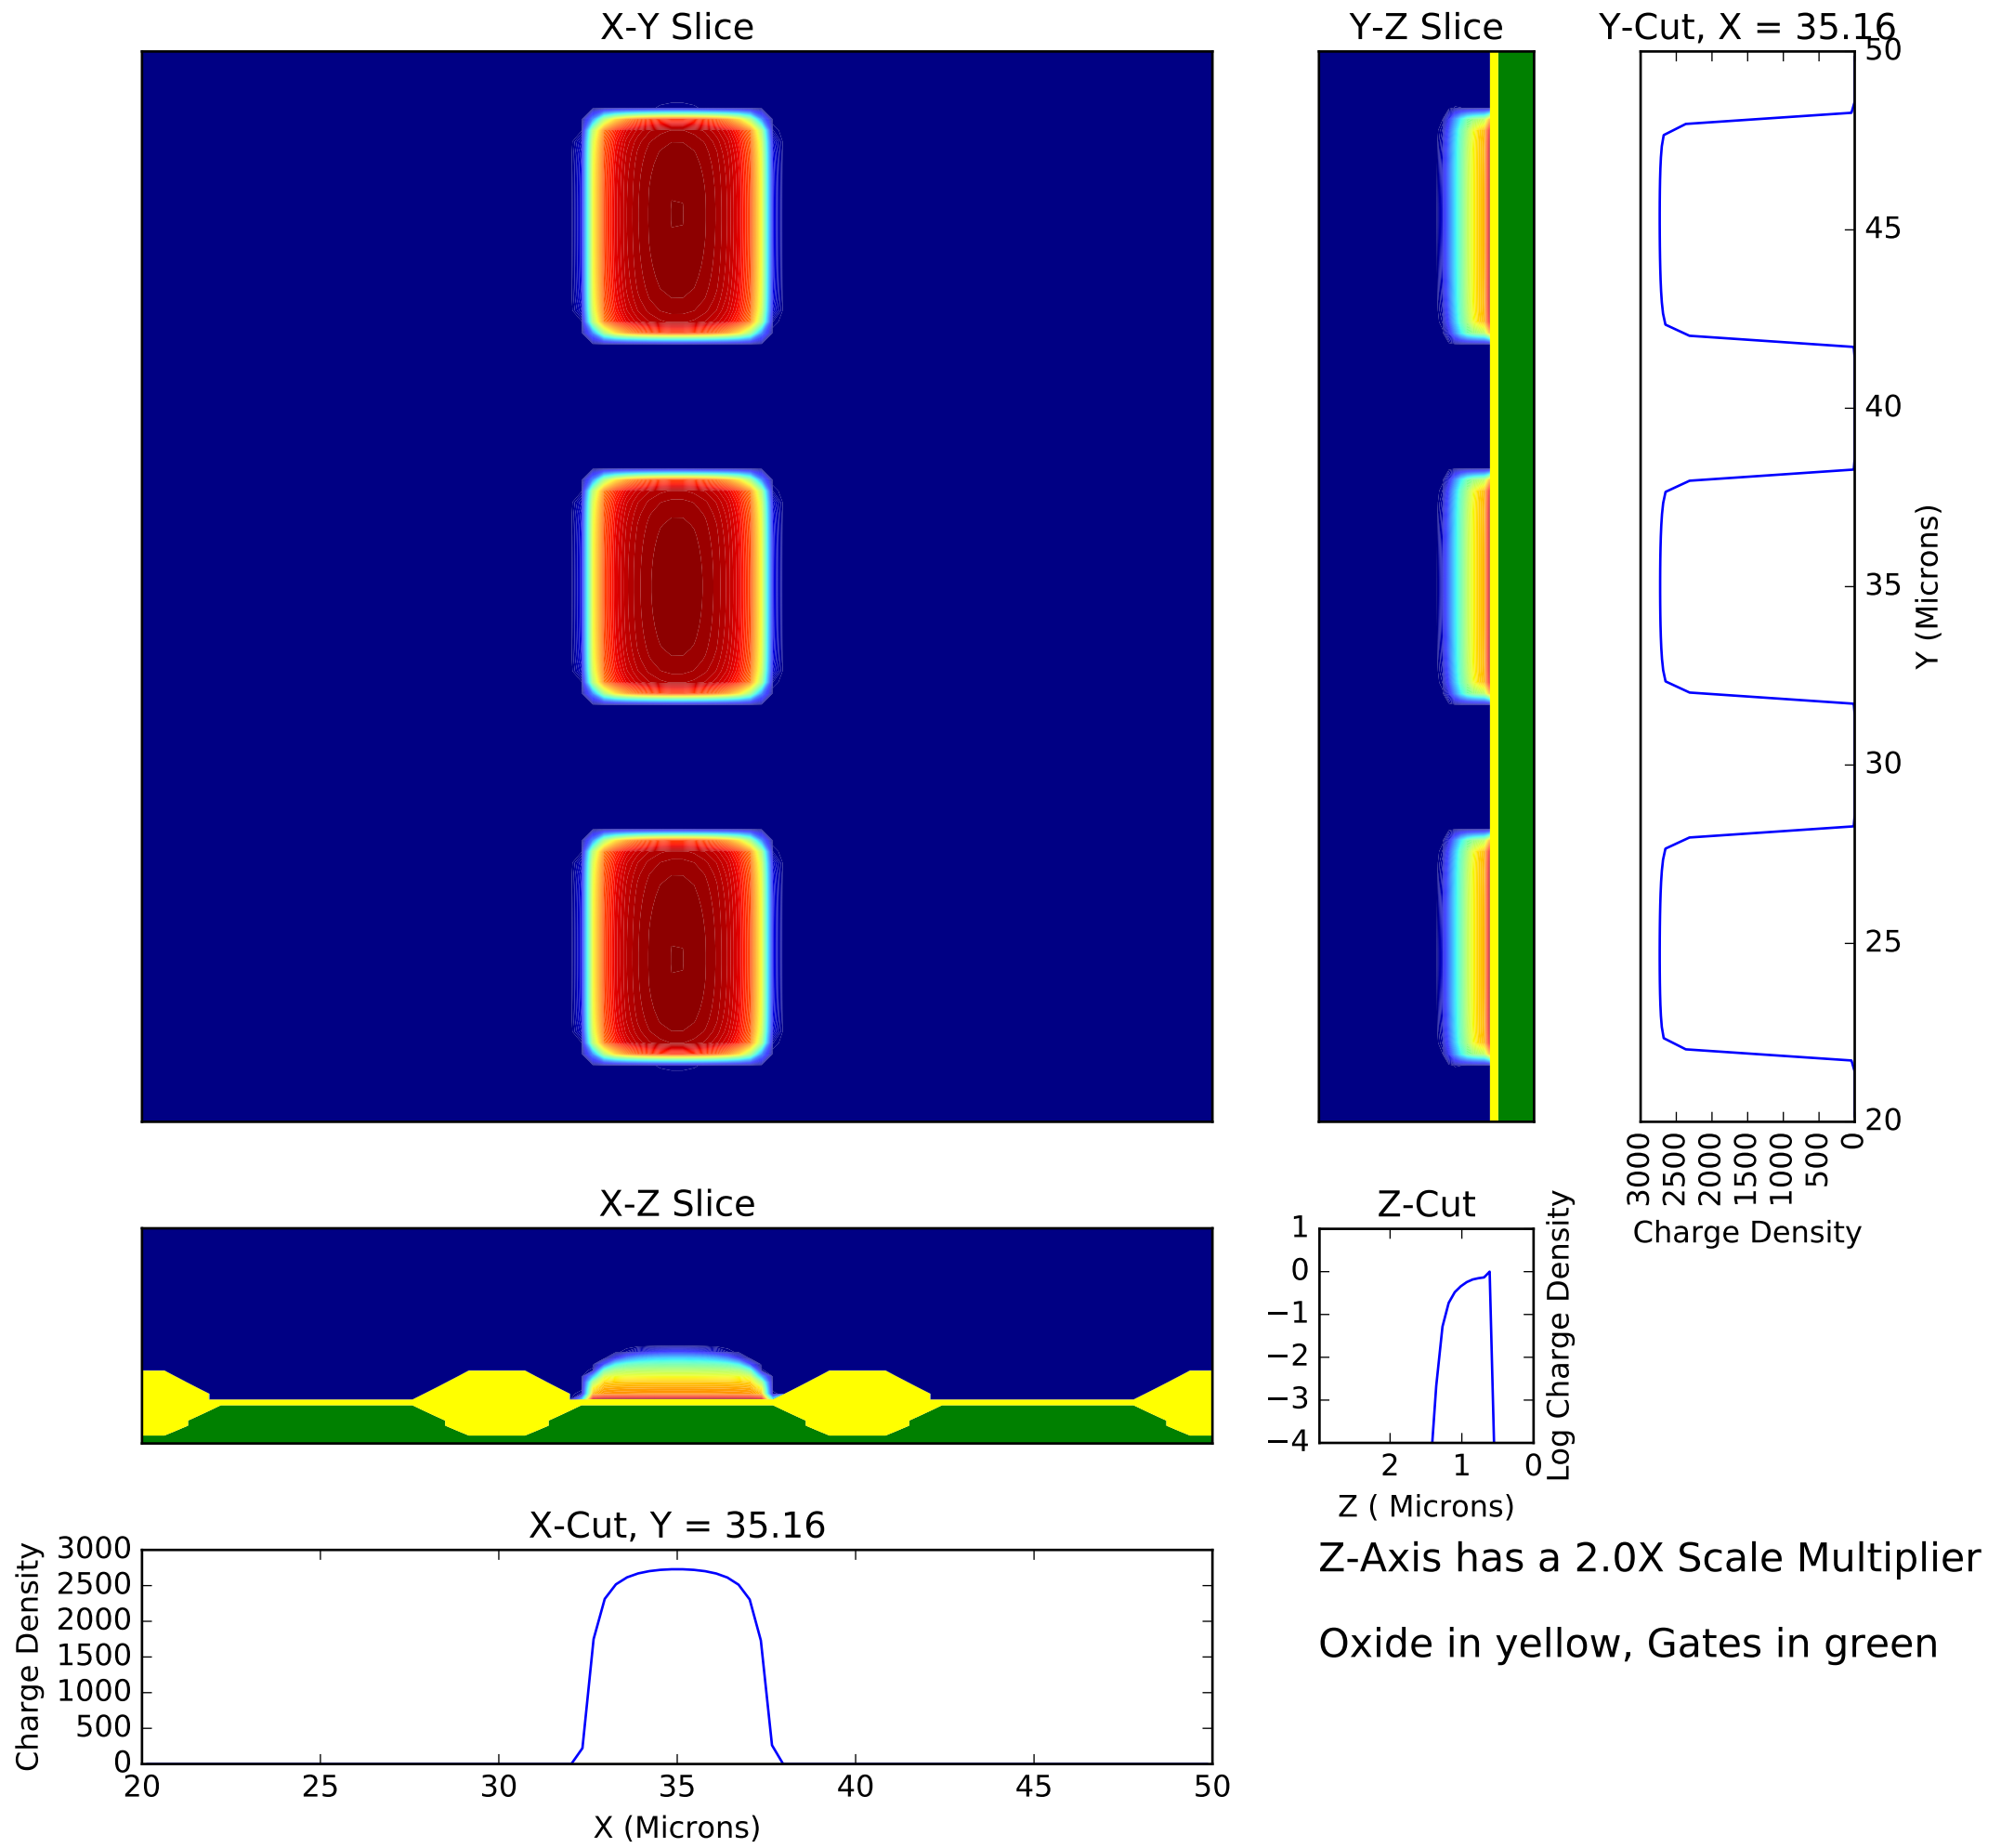 X-Y Slice
Y-Z Slice
Y-Cut, X = 35.16
50
45
40
35
30
25
20
Y (Microns)
3000
2500
2000
1500
1000
500
0
Charge Density
X-Z Slice
Z-Cut
1
0
−1
−2
−3
−4
Log Charge Density
2
1
0
Z ( Microns)
X-Cut, Y = 35.16
3000
2500
2000
1500
1000
500
0
Charge Density
20
25
30
35
40
45
50
X (Microns)
Z-Axis has a 2.0X Scale Multiplier
Oxide in yellow, Gates in green